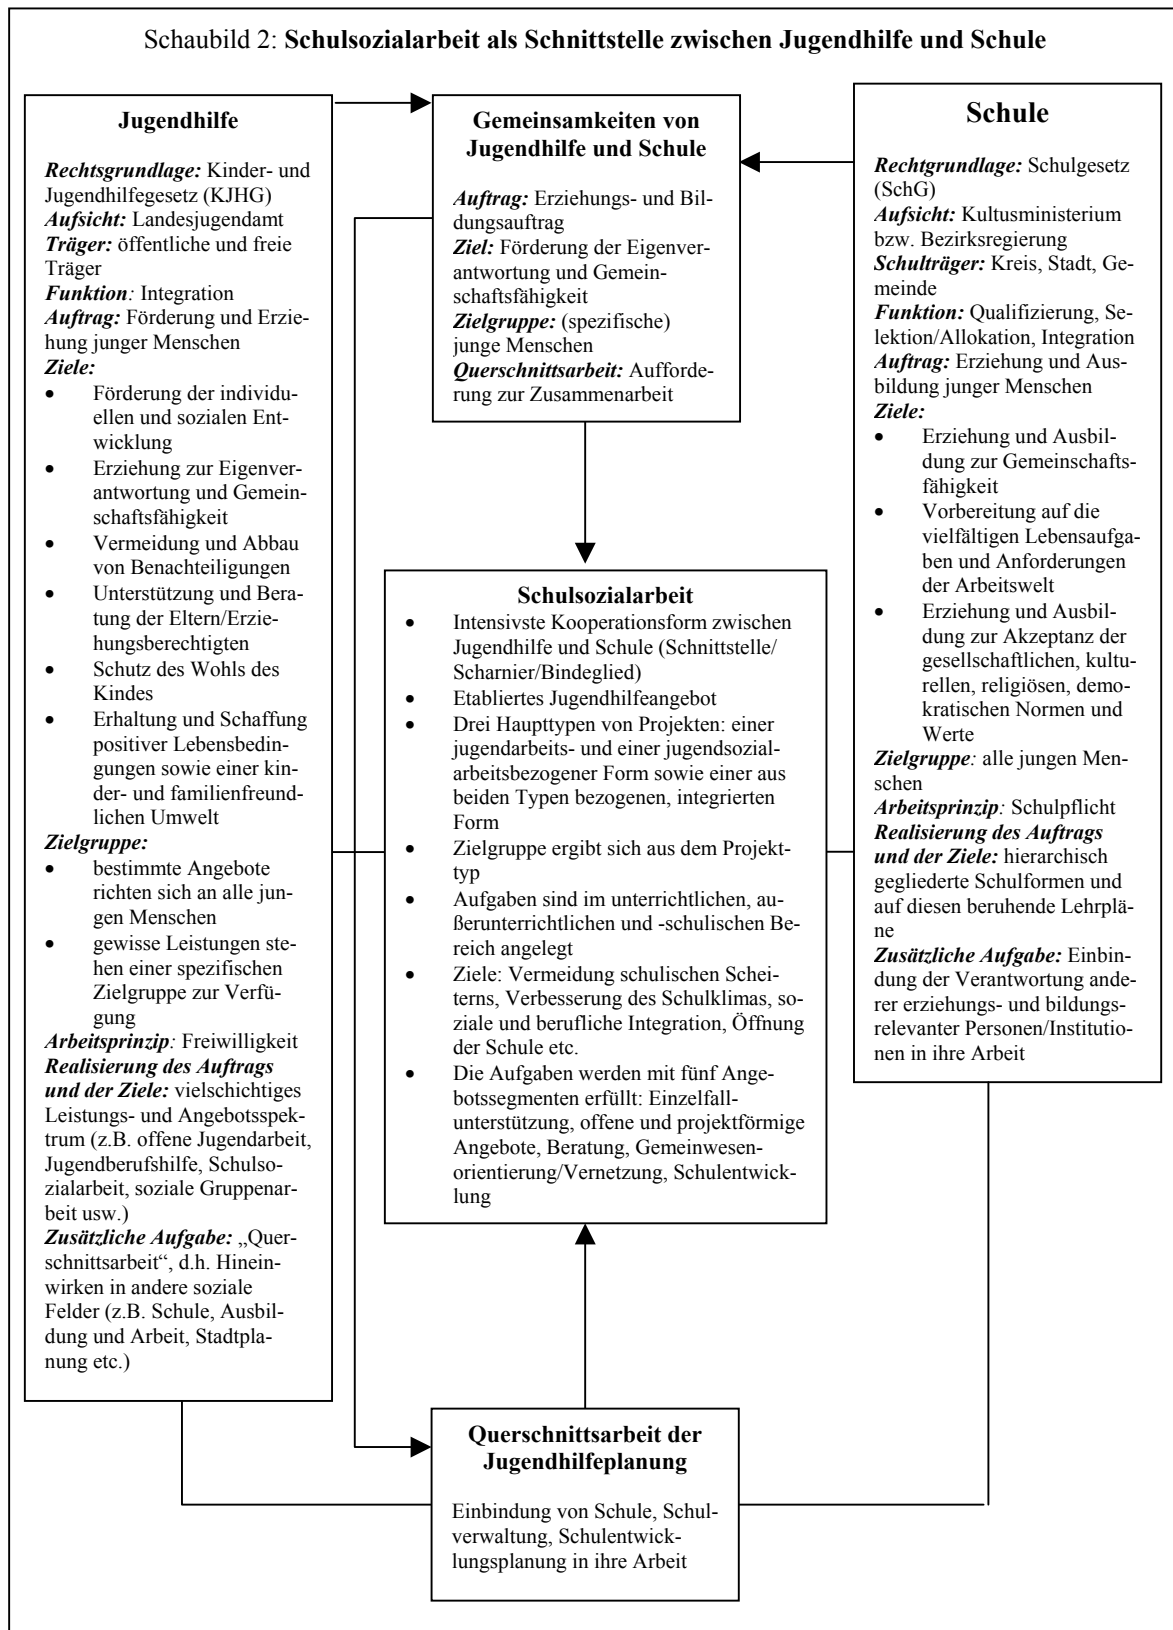 Schaubild 2: Schulsozialarbeit als Schnittstelle zwischen Jugendhilfe und Schule
Jugendhilfe
Rechtsgrundlage: Kinder- und
Jugendhilfegesetz (KJHG)
Aufsicht: Landesjugendamt
Träger: öffentliche und freie
Träger
Funktion: Integration
Auftrag: Förderung und Erzie-
hung junger Menschen
Ziele:
• Förderung der individu-
ellen und sozialen Ent-
wicklung
• Erziehung zur Eigenver-
antwortung und Gemein-
schaftsfähigkeit
• Vermeidung und Abbau
von Benachteiligungen
• Unterstützung und Bera-
tung der Eltern/Erzie-
hungsberechtigten
• Schutz des Wohls des
Kindes
• Erhaltung und Schaffung
positiver Lebensbedin-
gungen sowie einer kin-
der- und familienfreund-
lichen Umwelt
Zielgruppe:
• bestimmte Angebote
richten sich an alle jun-
gen Menschen
• gewisse Leistungen ste-
hen einer spezifischen
Zielgruppe zur Verfü-
gung
Arbeitsprinzip: Freiwilligkeit
Realisierung des Auftrags
und der Ziele: vielschichtiges
Leistungs- und Angebotsspek-
trum (z.B. offene Jugendarbeit,
Jugendberufshilfe, Schulso-
zialarbeit, soziale Gruppenar-
beit usw.)
Zusätzliche Aufgabe: „Quer-
schnittsarbeit“, d.h. Hinein-
wirken in andere soziale
Felder (z.B. Schule, Ausbil-
dung und Arbeit, Stadtpla-
nung etc.)
Gemeinsamkeiten von
Jugendhilfe und Schule
Auftrag: Erziehungs- und Bil-
dungsauftrag
Ziel: Förderung der Eigenver-
antwortung und Gemein-
schaftsfähigkeit
Zielgruppe: (spezifische)
junge Menschen
Querschnittsarbeit: Aufforde-
rung zur Zusammenarbeit
Schulsozialarbeit
• Intensivste Kooperationsform zwischen
Jugendhilfe und Schule (Schnittstelle/
Scharnier/Bindeglied)
• Etabliertes Jugendhilfeangebot
• Drei Haupttypen von Projekten: einer
jugendarbeits- und einer jugendsozial-
arbeitsbezogener Form sowie einer aus
beiden Typen bezogenen, integrierten
Form
• Zielgruppe ergibt sich aus dem Projekt-
typ
• Aufgaben sind im unterrichtlichen, au-
ßerunterrichtlichen und -schulischen Be-
reich angelegt
• Ziele: Vermeidung schulischen Schei-
terns, Verbesserung des Schulklimas, so-
ziale und berufliche Integration, Öffnung
der Schule etc.
• Die Aufgaben werden mit fünf Ange-
botssegmenten erfüllt: Einzelfall-
unterstützung, offene und projektförmige
Angebote, Beratung, Gemeinwesen-
orientierung/Vernetzung, Schulentwick-
lung
Querschnittsarbeit der
Jugendhilfeplanung
Einbindung von Schule, Schul-
verwaltung, Schulentwick-
lungsplanung in ihre Arbeit
Schule
Rechtgrundlage: Schulgesetz
(SchG)
Aufsicht: Kultusministerium
bzw. Bezirksregierung
Schulträger: Kreis, Stadt, Ge-
meinde
Funktion: Qualifizierung, Se-
lektion/Allokation, Integration
Auftrag: Erziehung und Aus-
bildung junger Menschen
Ziele:
• Erziehung und Ausbil-
dung zur Gemeinschafts-
fähigkeit
• Vorbereitung auf die
vielfältigen Lebensaufga-
ben und Anforderungen
der Arbeitswelt
• Erziehung und Ausbil-
dung zur Akzeptanz der
gesellschaftlichen, kultu-
rellen, religiösen, demo-
kratischen Normen und
Werte
Zielgruppe: alle jungen Men-
schen
Arbeitsprinzip: Schulpflicht
Realisierung des Auftrags
und der Ziele: hierarchisch
gegliederte Schulformen und
auf diesen beruhende Lehrplä-
ne
Zusätzliche Aufgabe: Einbin-
dung der Verantwortung ande-
rer erziehungs- und bildungs-
relevanter Personen/Institutio-
nen in ihre Arbeit